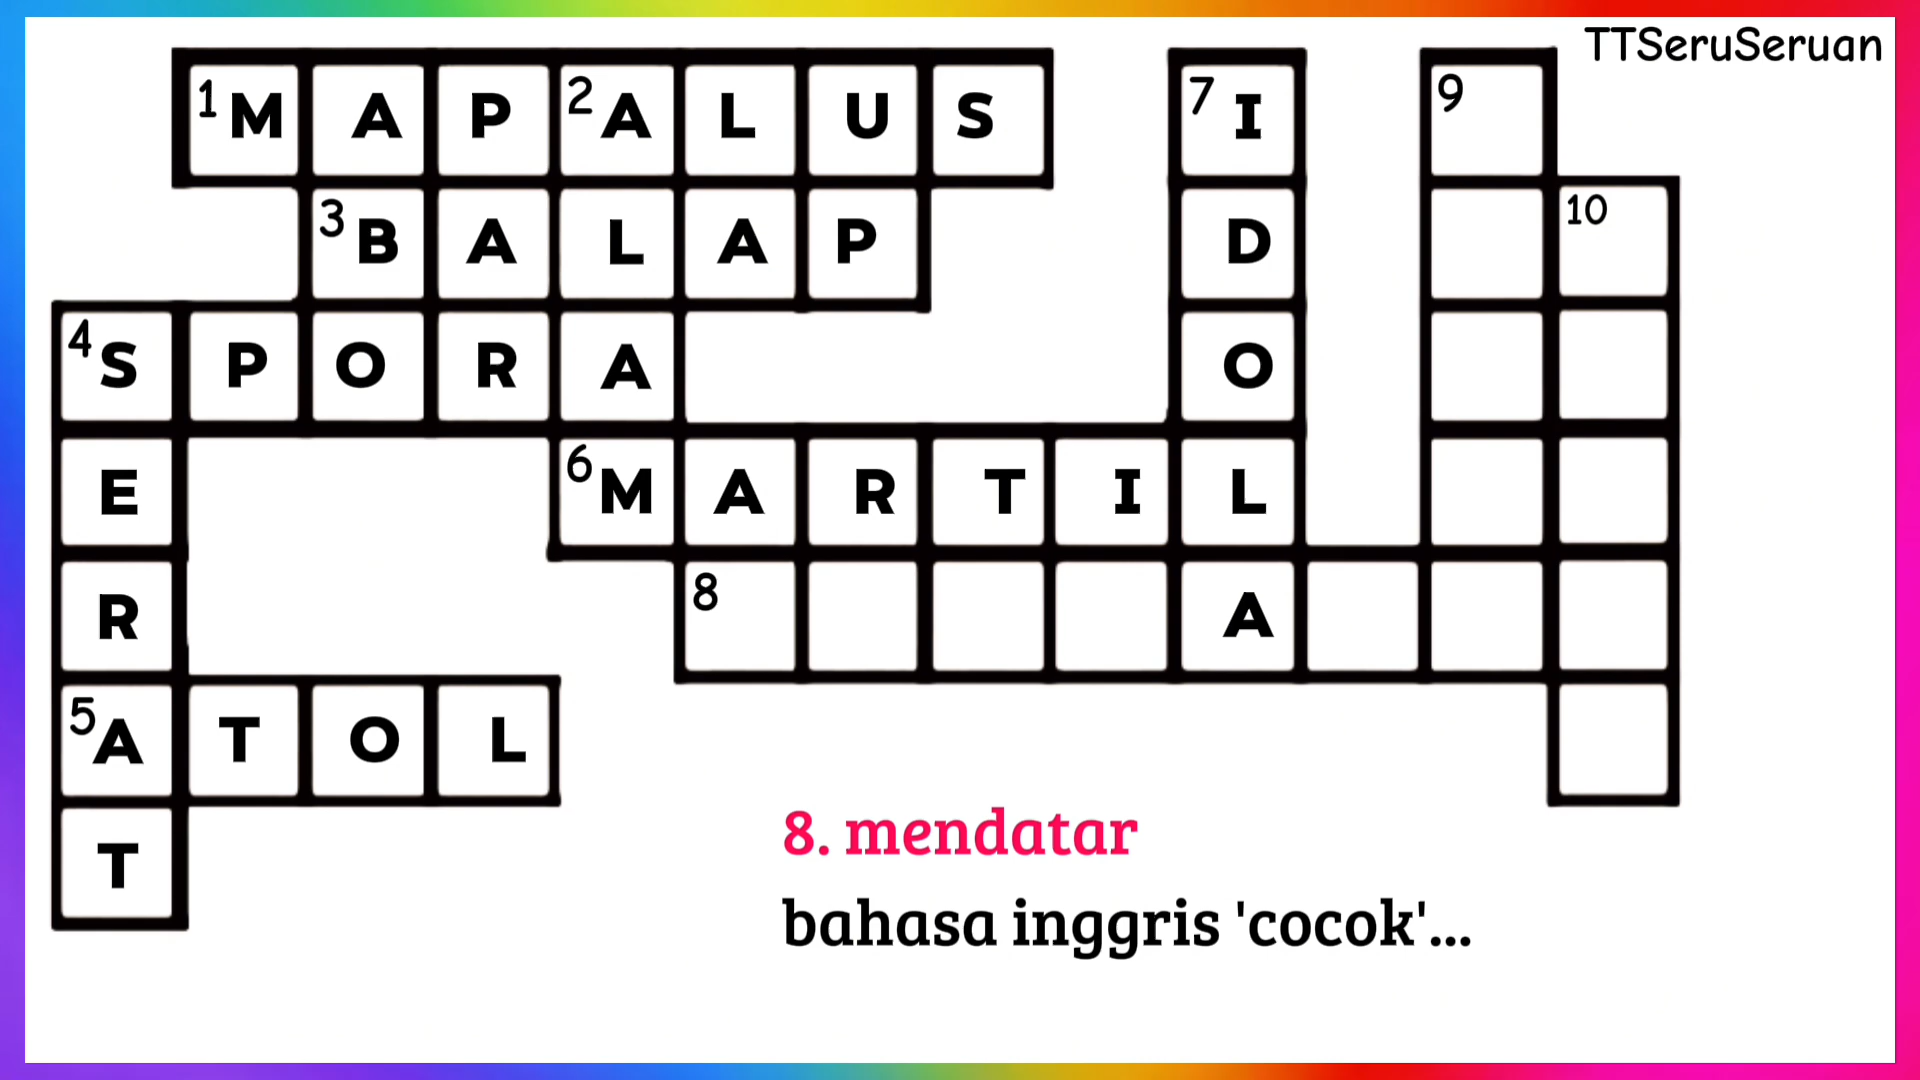 TTSeruSeruan
1 M A P 2 A L U S 7 I 9
3 B A L A P D 10
4 S P O R A O
E 6 M A R T I L
R 8 A
5 A T O L
T
8. mendatar
bahasa inggris 'cocok'...